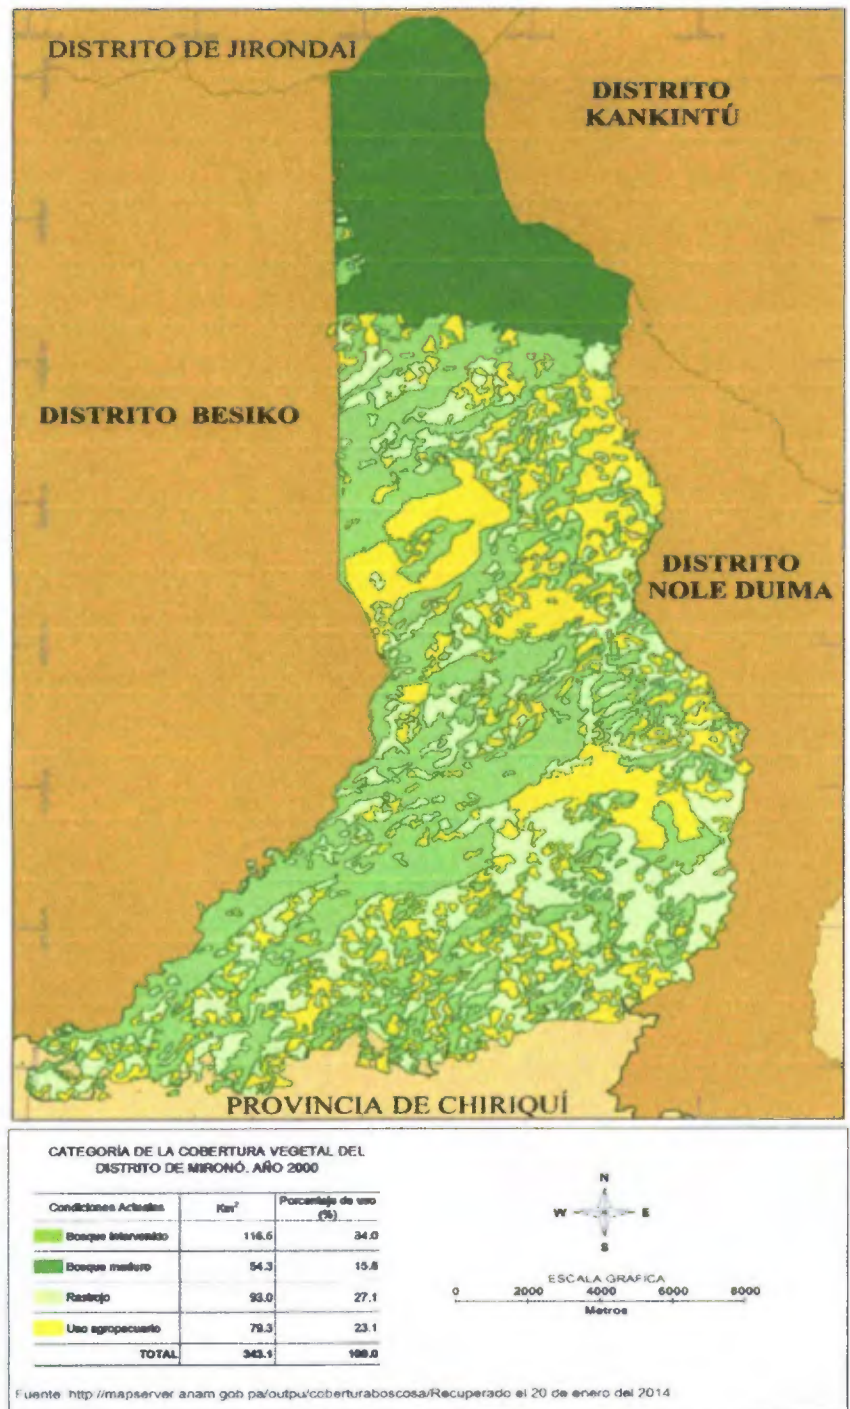 DISTRITO DE JIRONDAI
DISTRITO
KANKINTÚ
DISTRITO BESIKO
DISTRITO
NOLE DUIMA
PROVINCIA DE CHIRIQUÍ
CATEGORÍA DE LA COBERTURA VEGETAL DEL
DISTRITO DE MIRONÓ. AÑO 2000
Condiciones Actuales Km² Porcentaje de uso (%)
Bosque intervenido 116.5 34.0
Bosque maduro 54.3 15.8
Rastrojo 93.0 27.1
Uso agropecuario 79.3 23.1
TOTAL 343.1 100.0
N
W E
S
ESCALA GRAFICA
0 2000 4000 6000 8000
Metros
Fuente: http://mapserver.anam.gob.pa/outpu/coberturaboscosa/Recuperado el 20 de enero del 2014